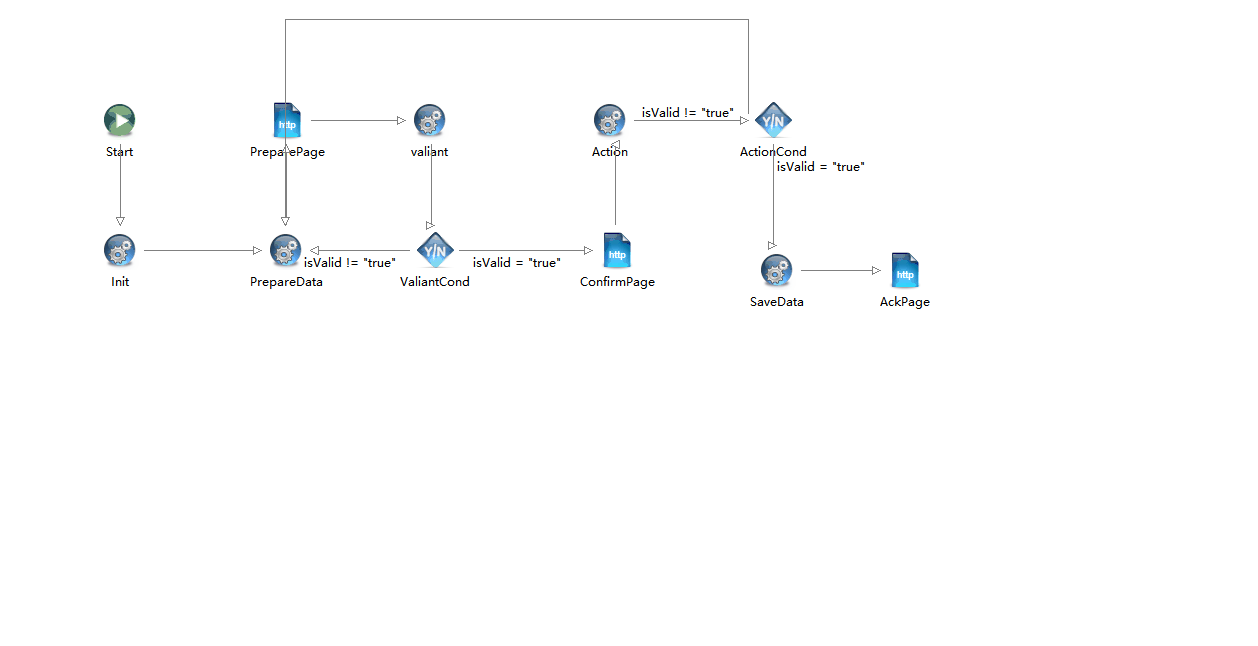 isValid != "true"
http
Y/N
Start
PreparePage
valiant
Action
ActionCond
isValid = "true"
Y/N
http
isValid != "true"
isValid = "true"
http
Init
PrepareData
ValiantCond
ConfirmPage
SaveData
AckPage